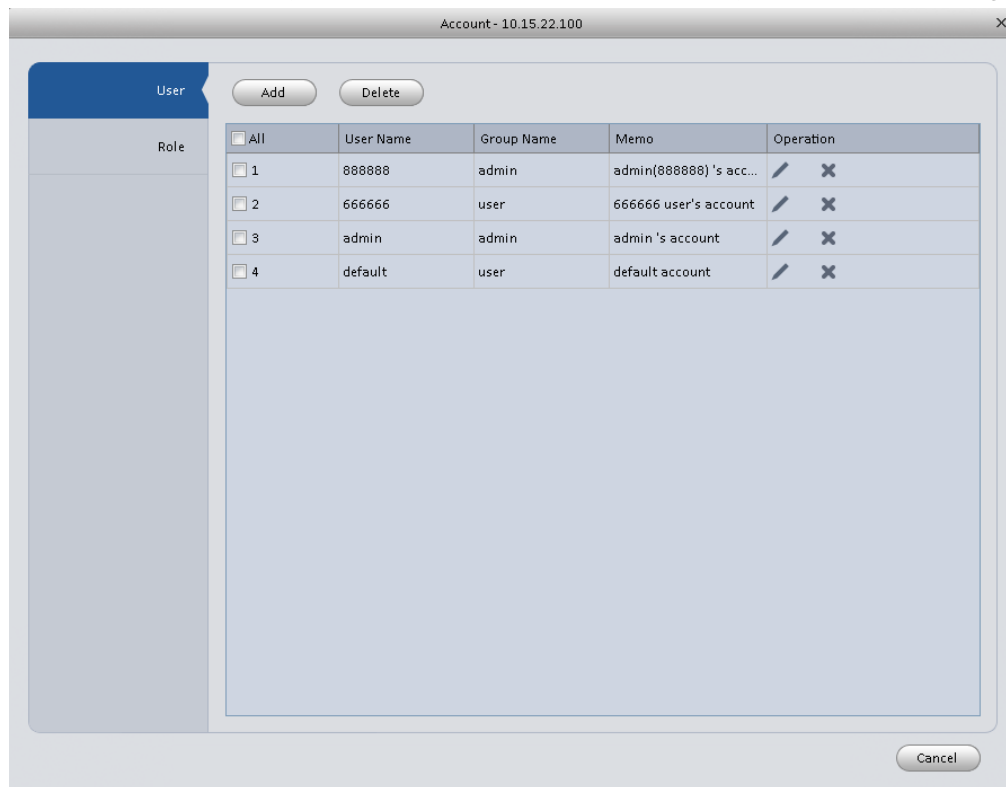 Account - 10.15.22.100
User
Add Delete
Role
All User Name Group Name Memo Operation
1 888888 admin admin(888888) 's acc...
2 666666 user 666666 user's account
3 admin admin admin 's account
4 default user default account
Cancel